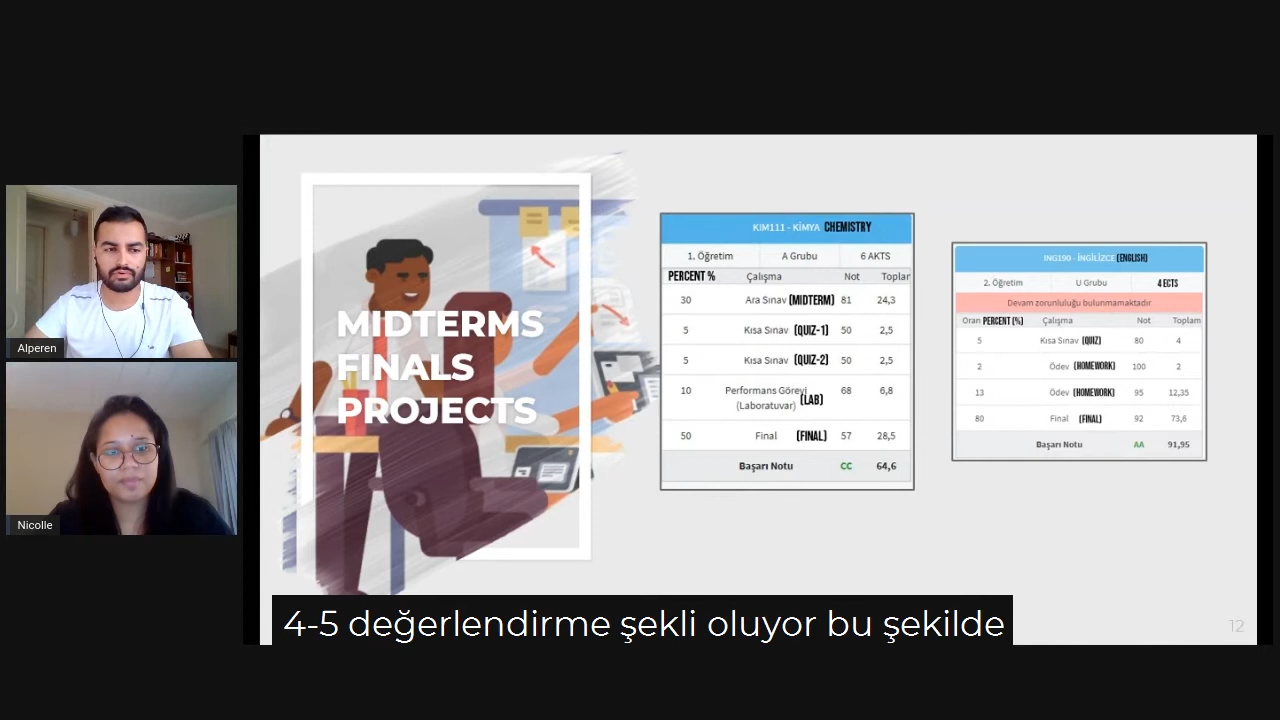 Alperen
Nicolle
MIDTERMS
FINALS
PROJECTS
KIM111 - KİMYA CHEMISTRY
1. Öğretim A Grubu 6 AKTS
PERCENT % Çalışma Not Toplar
30 Ara Sınav (MIDTERM) 81 24,3
5 Kısa Sınav (QUIZ-1) 50 2,5
5 Kısa Sınav (QUIZ-2) 50 2,5
10 Performans Görevi (Laboratuvar) (LAB) 68 6,8
50 Final (FINAL) 57 28,5
Başarı Notu CC 64,6
ING190 - İNGİLİZCE (ENGLISH)
2. Öğretim U Grubu 4 ECTS
Devam zorunluluğu bulunmamaktadır
Oran PERCENT (%) Çalışma Not Toplam
5 Kısa Sınav (QUIZ) 80 4
2 Ödev (HOMEWORK) 100 2
13 Ödev (HOMEWORK) 95 12,35
80 Final (FINAL) 92 73,6
Başarı Notu AA 91,95
4-5 değerlendirme şekli oluyor bu şekilde
12